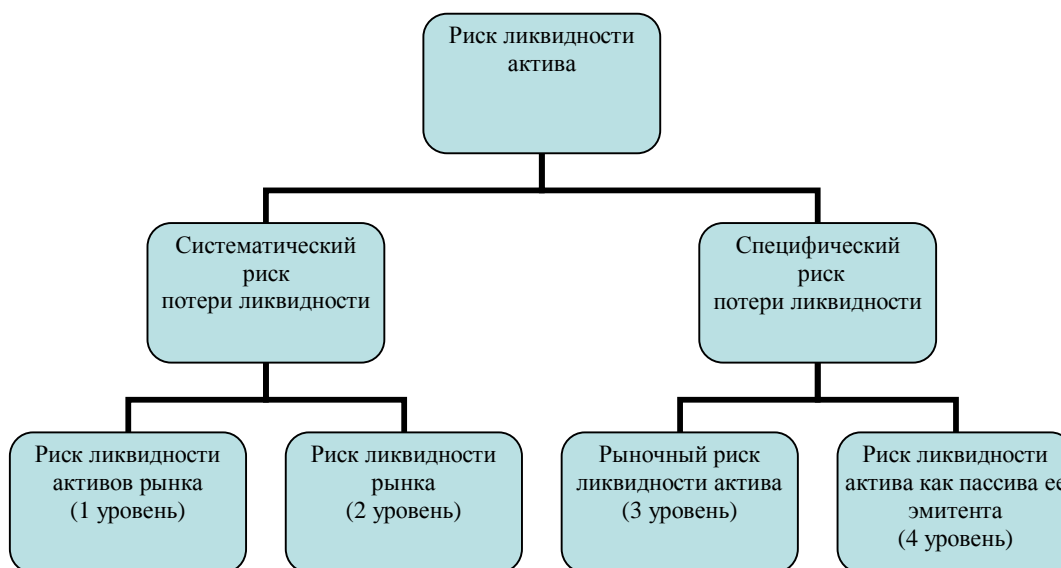 Риск ликвидности
актива
Систематический
риск
потери ликвидности
Специфический
риск
потери ликвидности
Риск ликвидности
активов рынка
(1 уровень)
Риск ликвидности
рынка
(2 уровень)
Рыночный риск
ликвидности актива
(3 уровень)
Риск ликвидности
актива как пассива ее
эмитента
(4 уровень)